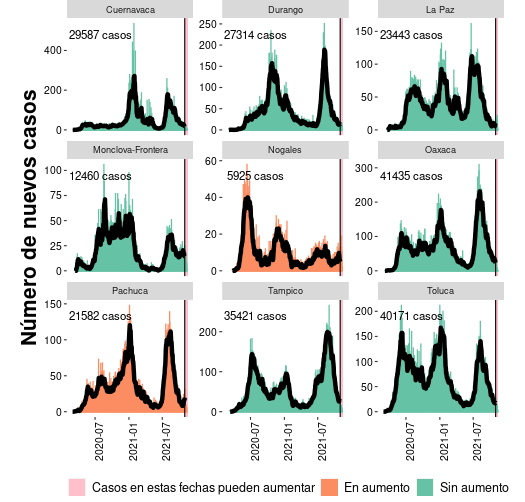 Cuernavaca
Durango
La Paz
29587 casos
27314 casos
23443 casos
400
200
0
250
200
150
100
50
0
150
100
50
0
Monclova-Frontera
Nogales
Oaxaca
12460 casos
5925 casos
41435 casos
100
75
50
25
0
60
40
20
0
300
200
100
0
Pachuca
Tampico
Toluca
21582 casos
35421 casos
40171 casos
150
100
50
0
200
100
0
200
150
100
50
0
2020-07
2021-01
2021-07
2020-07
2021-01
2021-07
2020-07
2021-01
2021-07
Número de nuevos casos
Casos en estas fechas pueden aumentar
En aumento
Sin aumento